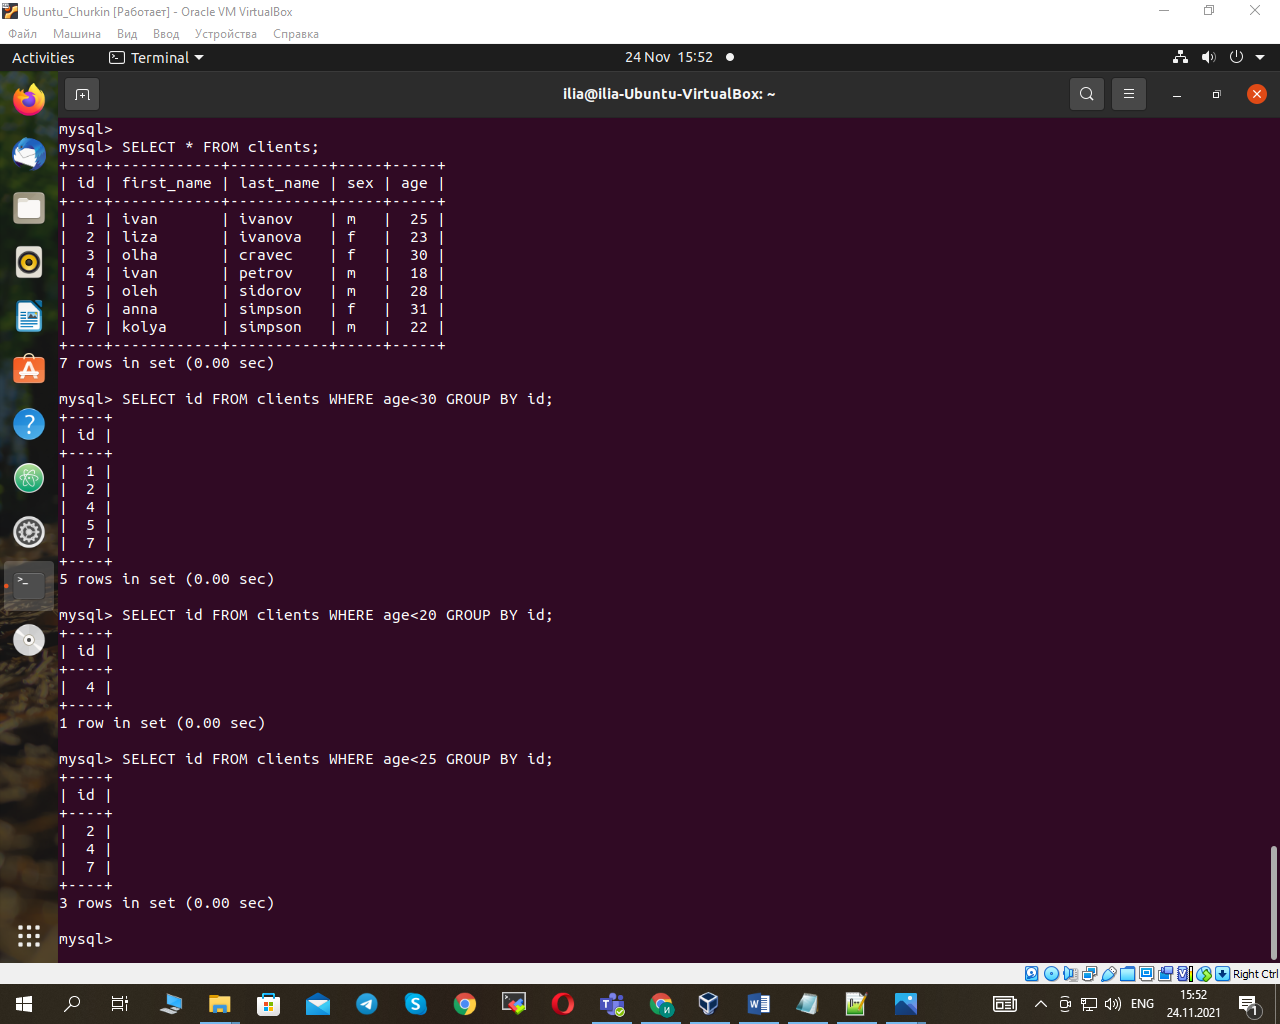 Ubuntu_Churkin [Работает] - Oracle VM VirtualBox
Файл Машина Вид Ввод Устройства Справка
Activities Terminal 24 Nov 15:52
ilia@ilia-Ubuntu-VirtualBox: ~
mysql>
mysql> SELECT * FROM clients;
+----+------------+-----------+-----+-----+
| id | first_name | last_name | sex | age |
+----+------------+-----------+-----+-----+
|  1 | ivan       | ivanov    | m   |  25 |
|  2 | liza       | ivanova   | f   |  23 |
|  3 | olha       | cravec    | f   |  30 |
|  4 | ivan       | petrov    | m   |  18 |
|  5 | oleh       | sidorov   | m   |  28 |
|  6 | anna       | simpson   | f   |  31 |
|  7 | kolya      | simpson   | m   |  22 |
+----+------------+-----------+-----+-----+
7 rows in set (0.00 sec)
mysql> SELECT id FROM clients WHERE age<30 GROUP BY id;
+----+
| id |
+----+
|  1 |
|  2 |
|  4 |
|  5 |
|  7 |
+----+
5 rows in set (0.00 sec)
mysql> SELECT id FROM clients WHERE age<20 GROUP BY id;
+----+
| id |
+----+
|  4 |
+----+
1 row in set (0.00 sec)
mysql> SELECT id FROM clients WHERE age<25 GROUP BY id;
+----+
| id |
+----+
|  2 |
|  4 |
|  7 |
+----+
3 rows in set (0.00 sec)
mysql>
Right Ctrl
ENG 15:52
24.11.2021
1